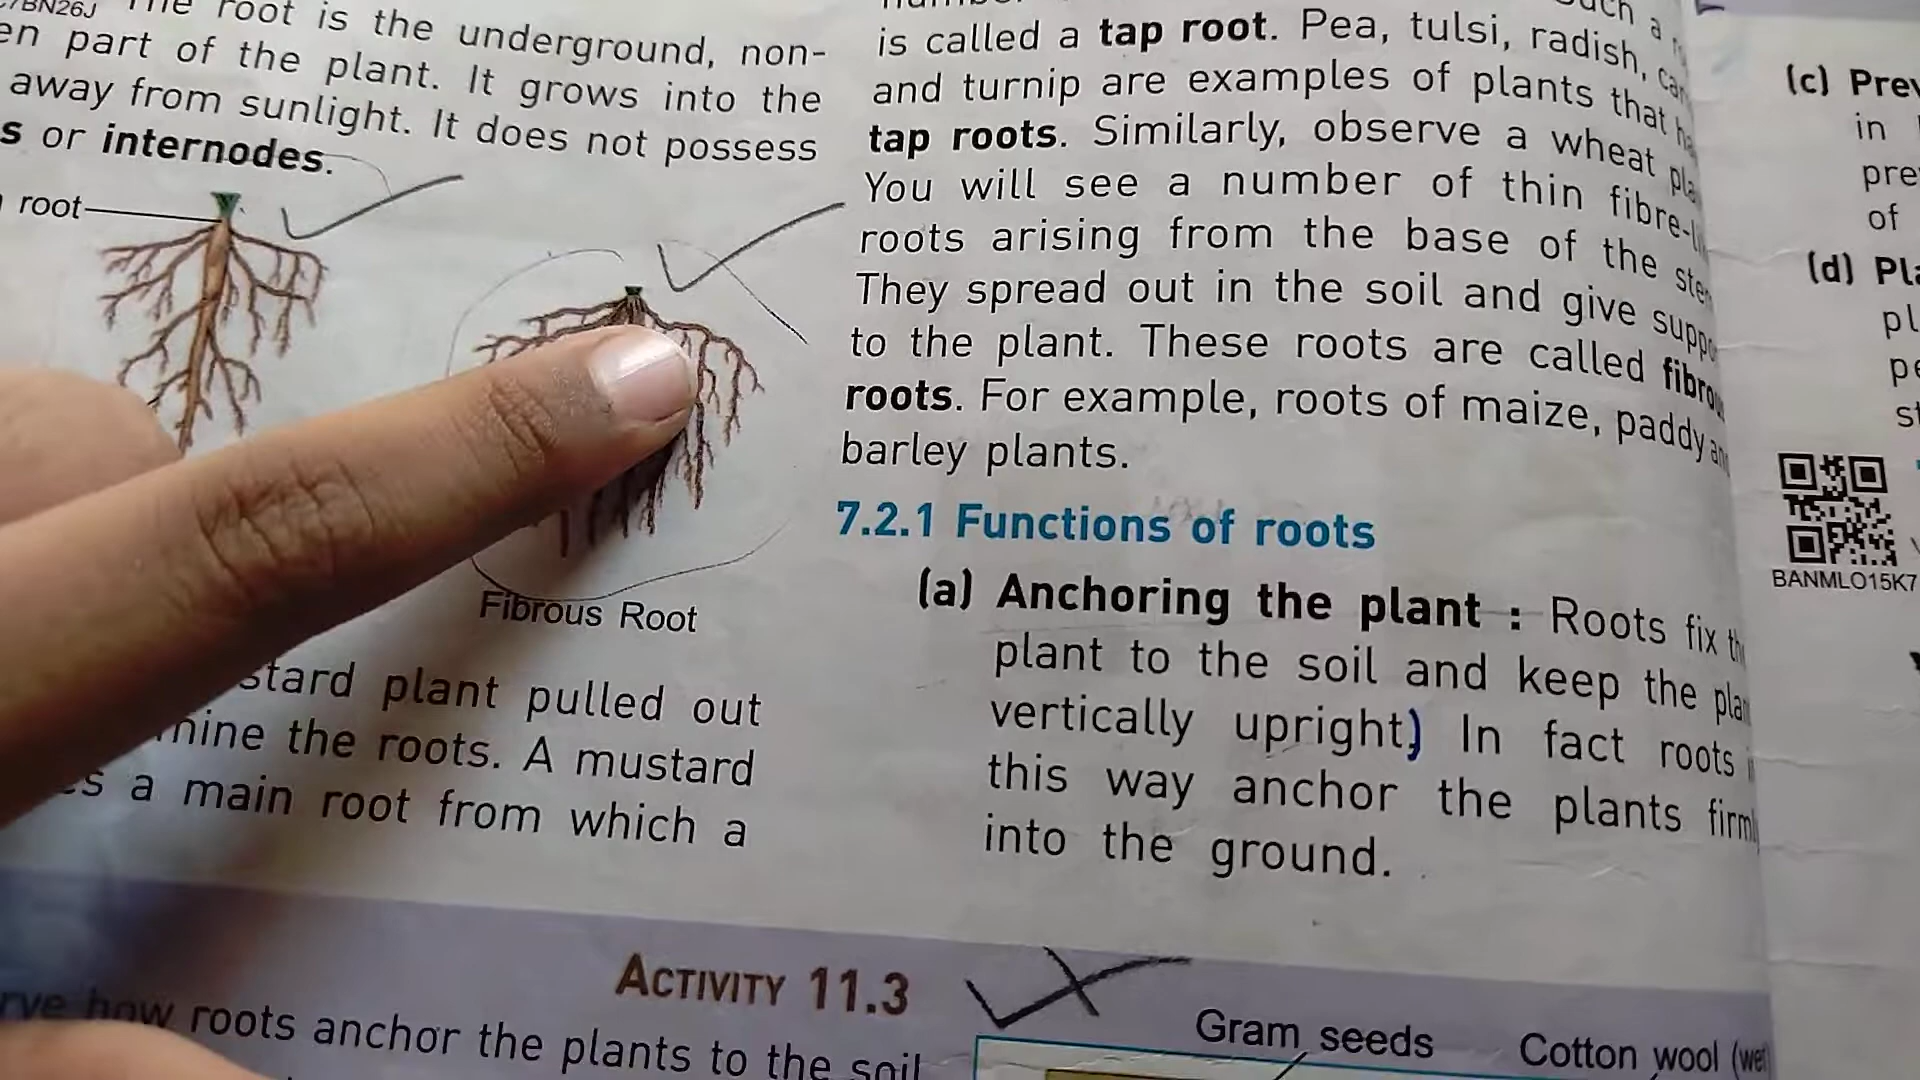 The root is the underground, non-
part of the plant. It grows into the
away from sunlight. It does not possess
or internodes.
root
Fibrous Root
plant pulled out
the roots. A mustard
a main root from which a
is called a tap root. Pea, tulsi, radish,
and turnip are examples of plants that
tap roots. Similarly, observe a wheat
You will see a number of thin fibre-
roots arising from the base of the
They spread out in the soil and give
to the plant. These roots are called
roots. For example, roots of maize, paddy
barley plants.
7.2.1 Functions of roots
(a) Anchoring the plant : Roots fix
plant to the soil and keep the
vertically upright) In fact roots
this way anchor the plants
into the ground.
ACTIVITY 11.3
how roots anchor the plants to the soil
Gram seeds
Cotton wool
(c)
in
of
(d)
BANMLO15K7